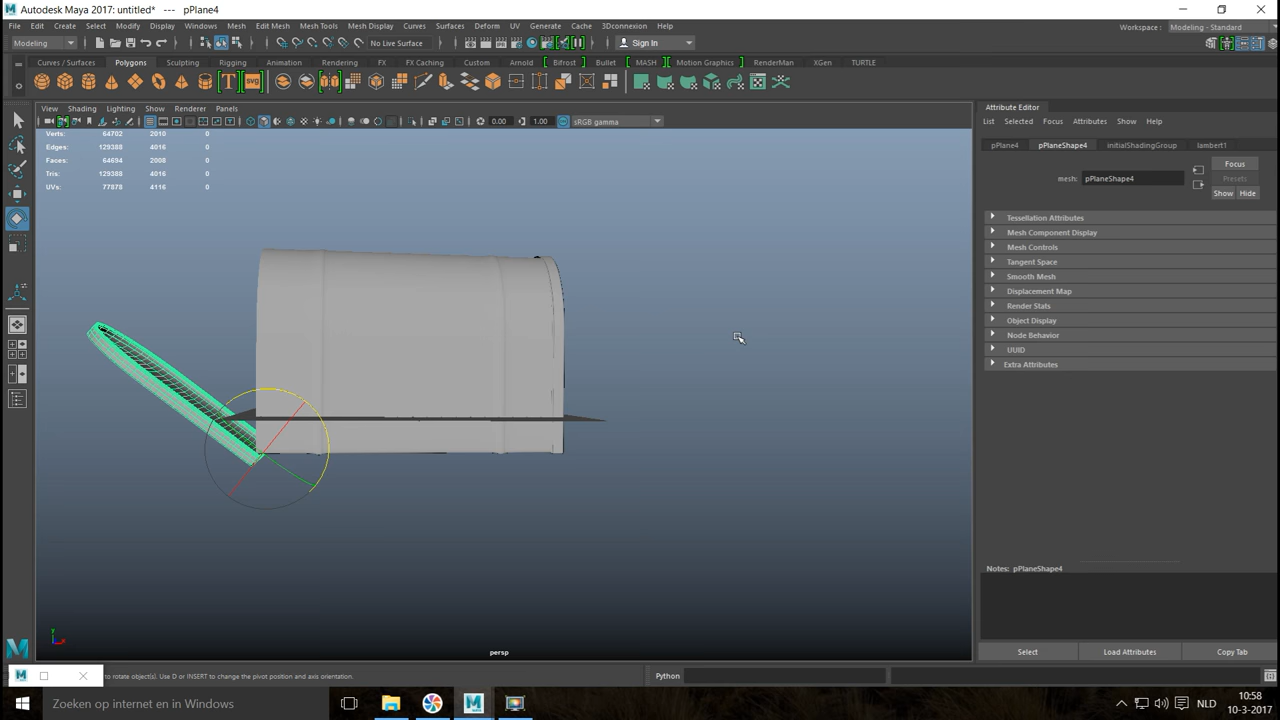 Autodesk Maya 2017: untitled*   ---   pPlane4
File Edit Create Select Modify Display Windows Mesh Edit Mesh Mesh Tools Mesh Display Curves Surfaces Deform UV Generate Cache 3Dconnexion Help
Workspace : Modeling - Standard
Modeling No Live Surface Sign In
Curves / Surfaces Polygons Sculpting Rigging Animation Rendering FX FX Caching Custom Arnold Bifrost Bullet MASH Motion Graphics RenderMan XGen TURTLE
View Shading Lighting Show Renderer Panels
0.00 1.00 sRGB gamma
Verts: 64702 2010 0
Edges: 129388 4016 0
Faces: 64694 2008 0
Tris: 129388 4016 0
UVs: 77878 4116 0
persp
Attribute Editor
List Selected Focus Attributes Show Help
pPlane4 pPlaneShape4 initialShadingGroup lambert1
Focus
mesh: pPlaneShape4
Presets
Show Hide
Tessellation Attributes
Mesh Component Display
Mesh Controls
Tangent Space
Smooth Mesh
Displacement Map
Render Stats
Object Display
Node Behavior
UUID
Extra Attributes
Notes: pPlaneShape4
Select Load Attributes Copy Tab
to rotate object(s). Use D or INSERT to change the pivot position and axis orientation.
Python
Zoeken op internet en in Windows
NLD
10:58
10-3-2017